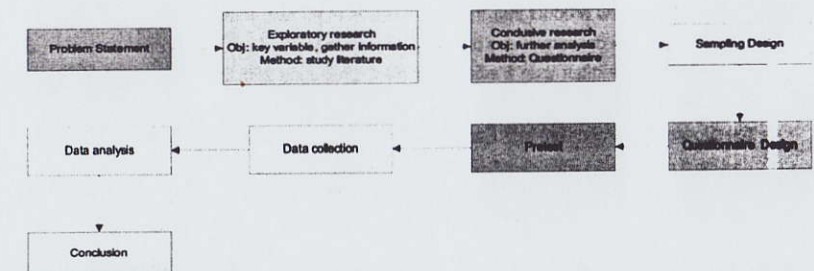 Problem Statement
Exploratory research
Obj: key variable, gather information
Method: study literature
Conclusive research
Obj: further analysis
Method: Questionnaire
Sampling Design
Questionnaire Design
Pretest
Data collection
Data analysis
Conclusion